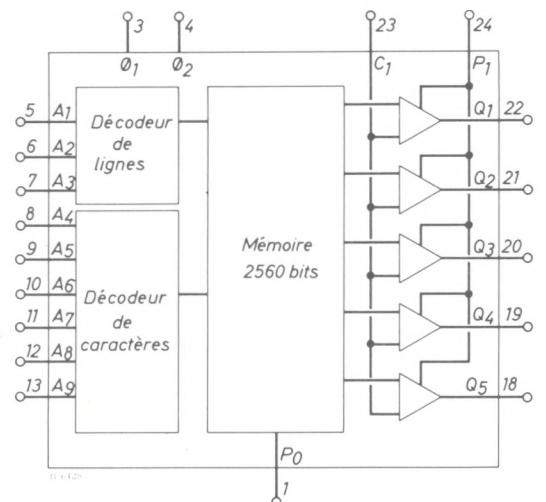 3 4 23 24
Ø1 Ø2 C1 P1
5 A1
6 A2
7 A3
8 A4
9 A5
10 A6
11 A7
12 A8
13 A9
Décodeur
de
lignes
Décodeur
de
caractères
Mémoire
2560 bits
Q1 22
Q2 21
Q3 20
Q4 19
Q5 18
P0
1